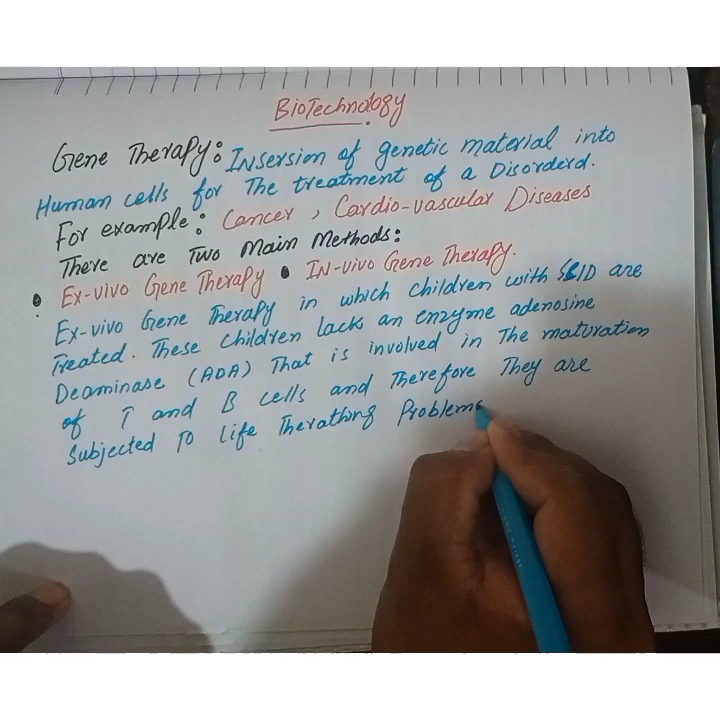 BioTechnology
Gene Therapy: Insersion of genetic material into
Human cells for The treatment of a Disorderd.
For example: Cancer, Cardio-vascular Diseases
There are Two Main Methods:
• Ex-vivo Gene Therapy • IN-vivo Gene Therapy.
Ex-vivo Gene Therapy in which children with SCID are
Treated. These children lack an enzyme adenosine
Deaminase (ADA) That is involved in The maturation
of T and B cells and Therefore They are
Subjected To Life Therathing Problems